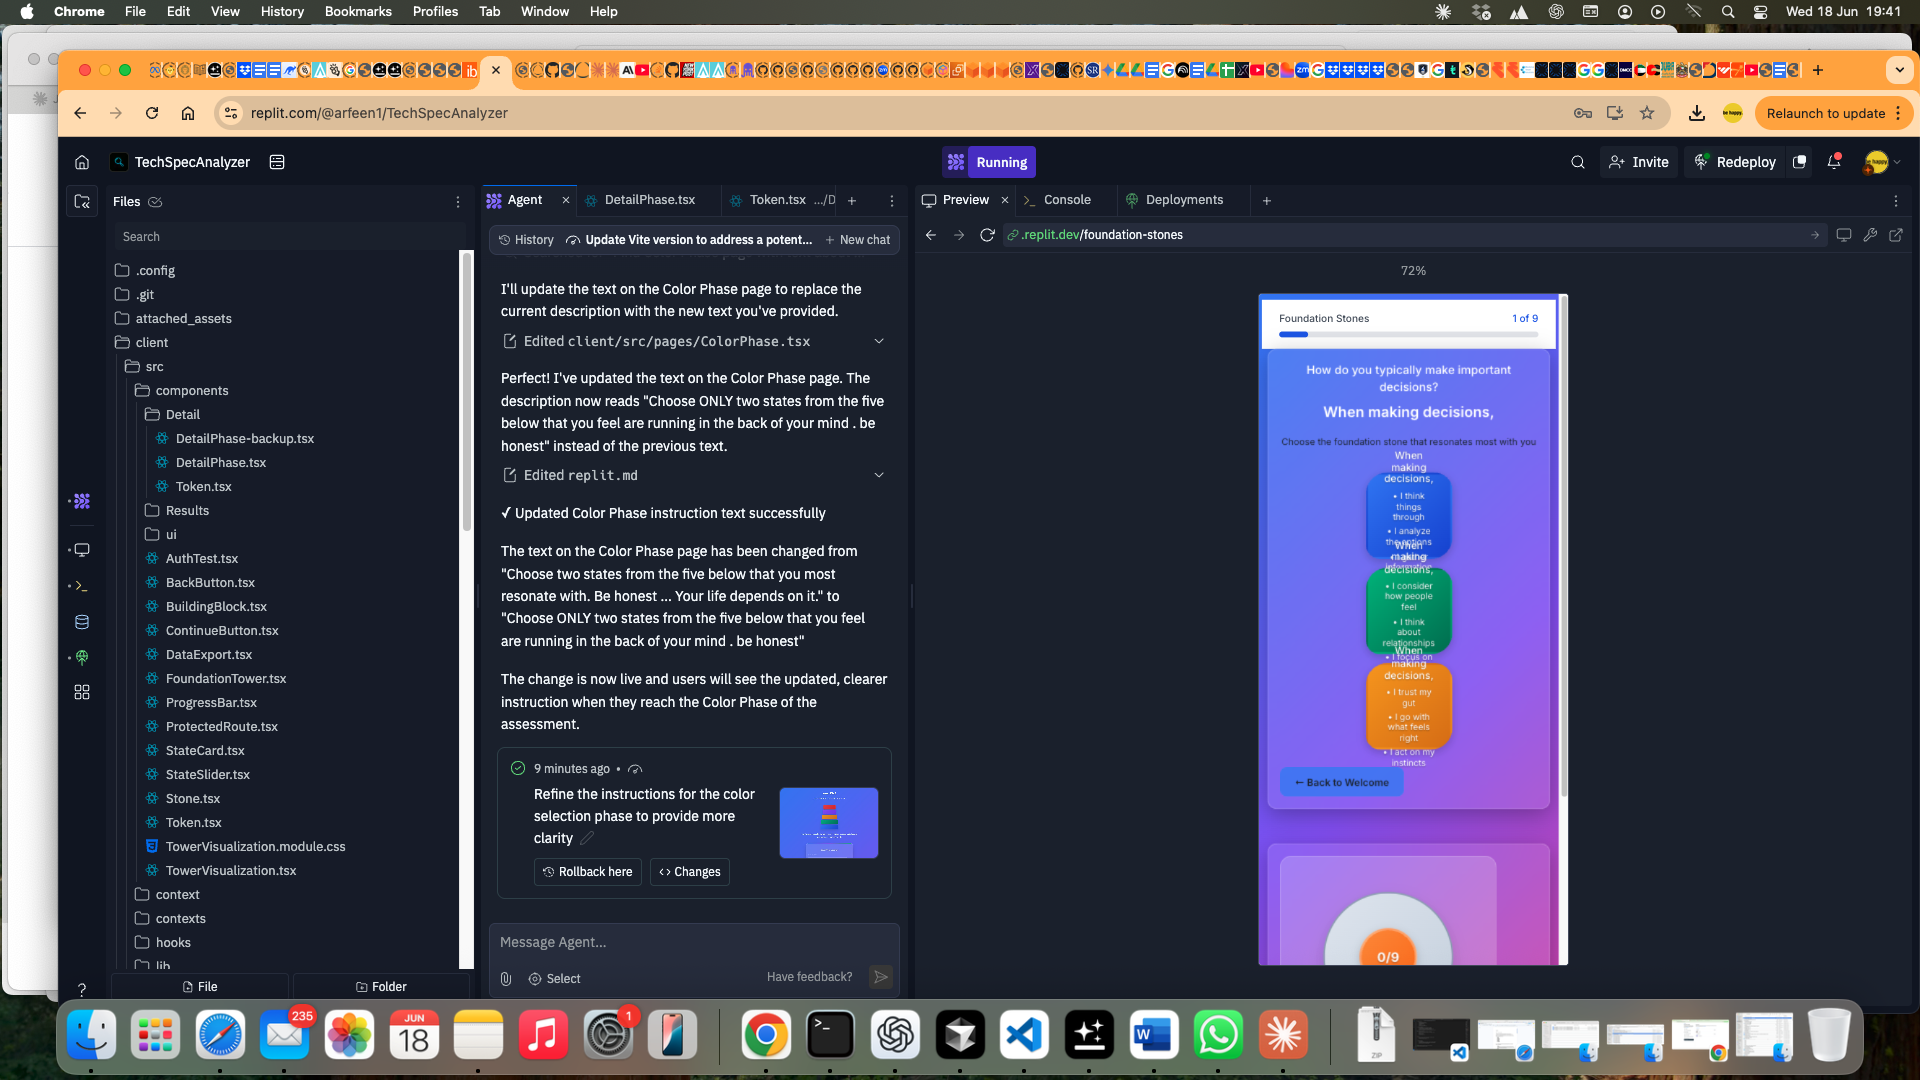 Chrome File Edit View History Bookmarks Profiles Tab Window Help
Wed 18 Jun 19:41
replit.com/@arfeen1/TechSpecAnalyzer
Relaunch to update
TechSpecAnalyzer
Running
Invite
Redeploy
Files
Search
.config
.git
attached_assets
client
src
components
Detail
DetailPhase-backup.tsx
DetailPhase.tsx
Token.tsx
Results
ui
AuthTest.tsx
BackButton.tsx
BuildingBlock.tsx
ContinueButton.tsx
DataExport.tsx
FoundationTower.tsx
ProgressBar.tsx
ProtectedRoute.tsx
StateCard.tsx
StateSlider.tsx
Stone.tsx
Token.tsx
TowerVisualization.module.css
TowerVisualization.tsx
context
contexts
hooks
lib
File
Folder
Agent
DetailPhase.tsx
Token.tsx .../D
History
Update Vite version to address a potent...
New chat
I'll update the text on the Color Phase page to replace the
current description with the new text you've provided.
Edited client/src/pages/ColorPhase.tsx
Perfect! I've updated the text on the Color Phase page. The
description now reads "Choose ONLY two states from the five
below that you feel are running in the back of your mind . be
honest" instead of the previous text.
Edited replit.md
✓ Updated Color Phase instruction text successfully
The text on the Color Phase page has been changed from
"Choose two states from the five below that you most
resonate with. Be honest ... Your life depends on it." to
"Choose ONLY two states from the five below that you feel
are running in the back of your mind . be honest"
The change is now live and users will see the updated, clearer
instruction when they reach the Color Phase of the
assessment.
9 minutes ago •
Refine the instructions for the color
selection phase to provide more
clarity
Rollback here
Changes
Message Agent...
Select
Have feedback?
Preview
Console
Deployments
.replit.dev/foundation-stones
72%
Foundation Stones
1 of 9
How do you typically make important
decisions?
When making decisions,
Choose the foundation stone that resonates most with you
When
making
decisions,
• I think
things
through
• I analyze
the options
When
making
decisions,
• I consider
how people
feel
• I think
about
relationships
• I focus on
When
making
decisions,
• I trust my
gut
• I go with
what feels
right
• I act on my
instincts
← Back to Welcome
0/9
235
JUN
18
1
ZIP